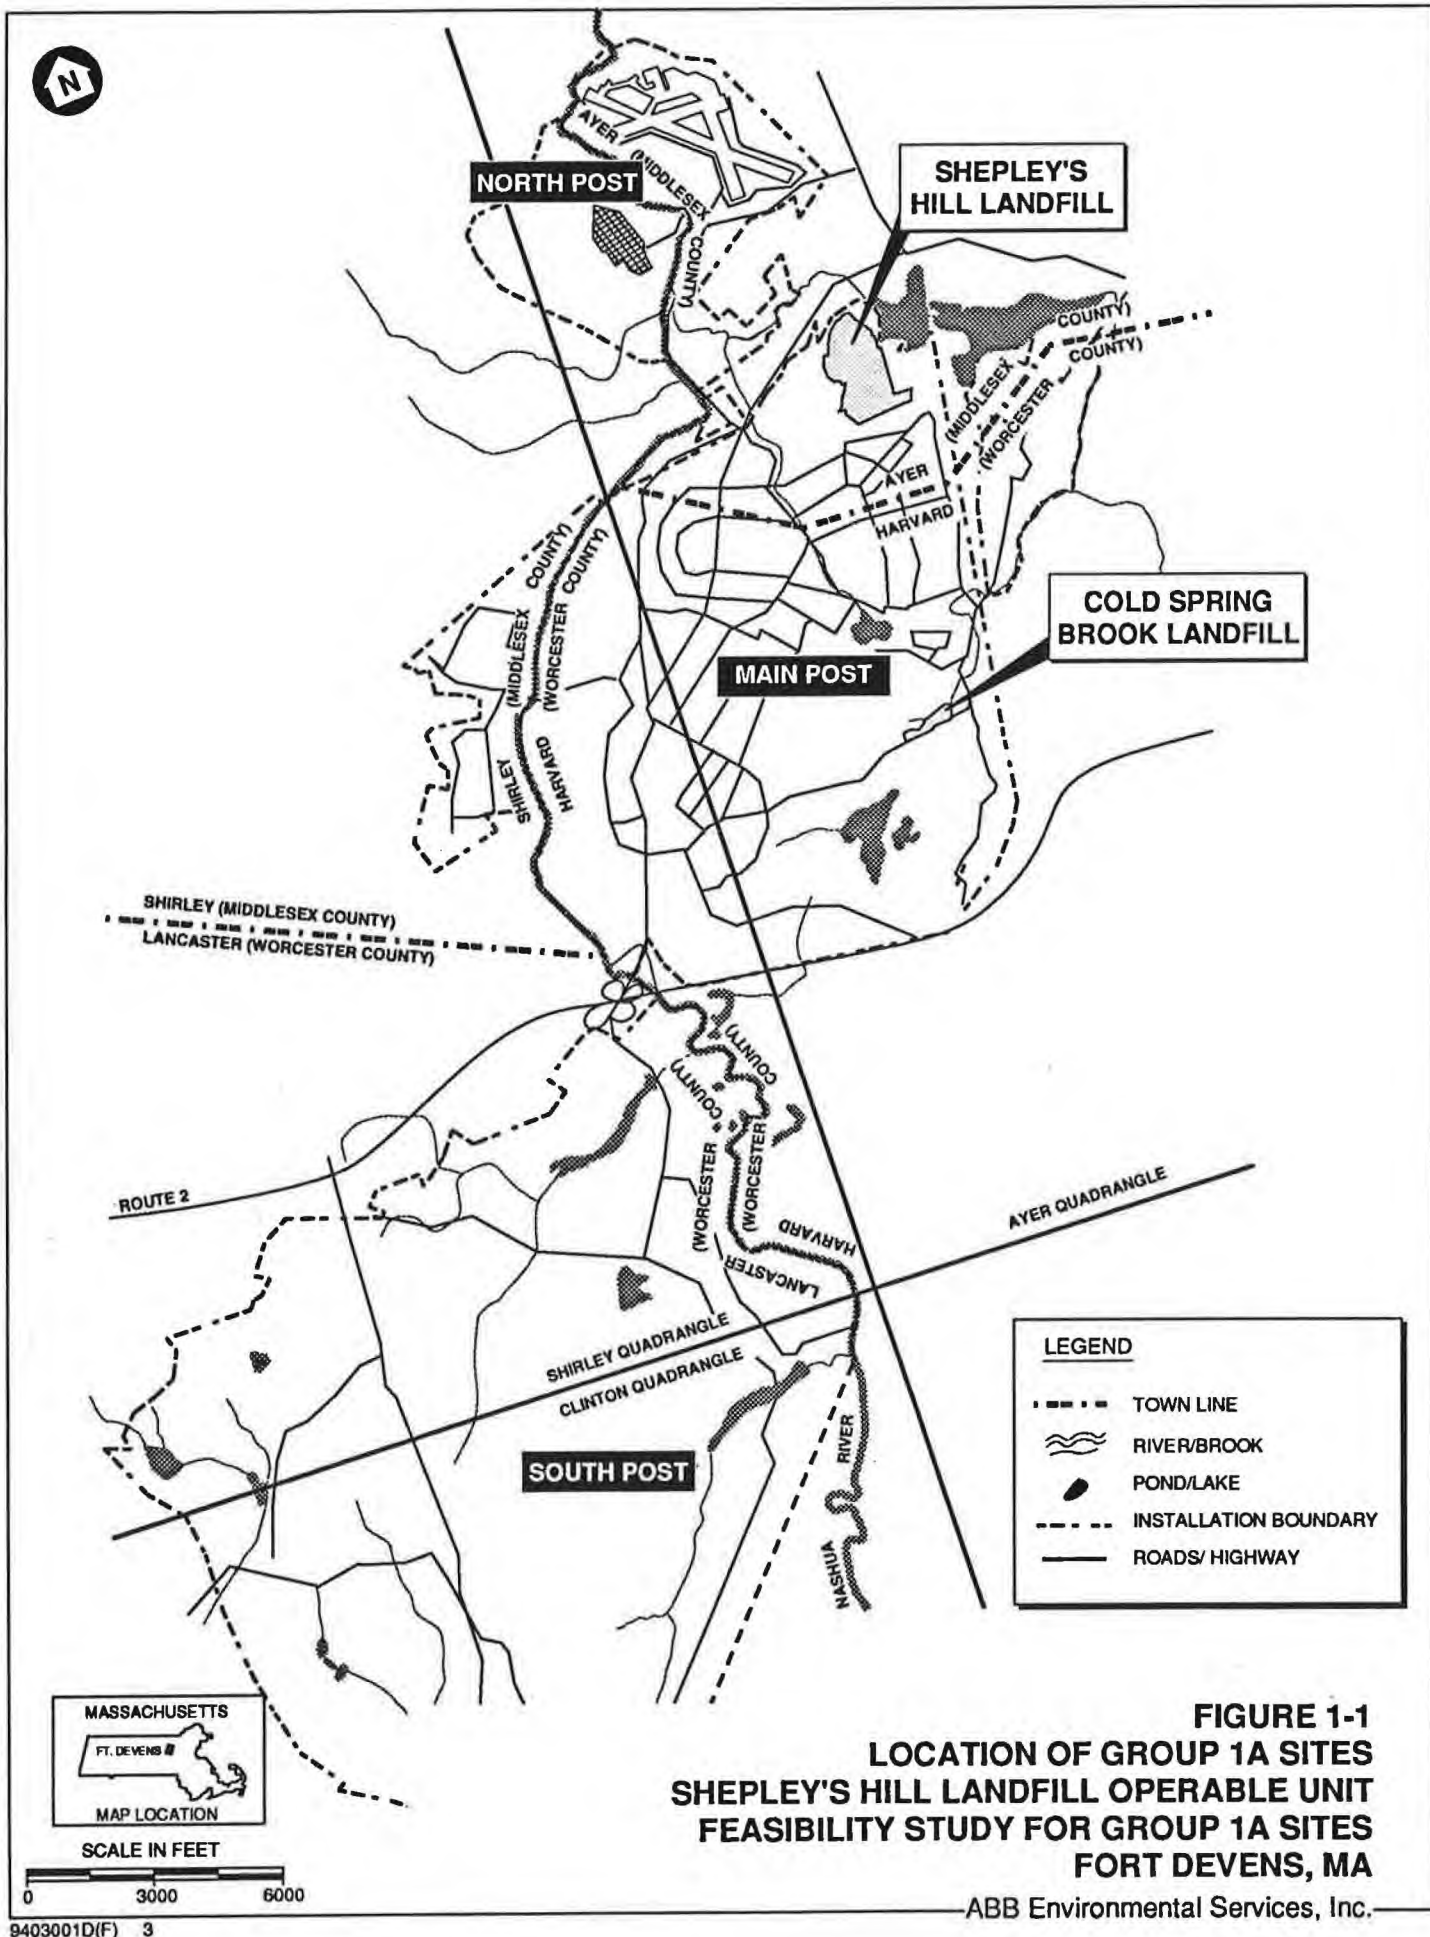 N
AYER (MIDDLESEX COUNTY)
NORTH POST
SHEPLEY'S
HILL LANDFILL
COUNTY)
COUNTY)
(MIDDLESEX
(WORCESTER
AYER
HARVARD
COUNTY)
COUNTY)
(MIDDLESEX
(WORCESTER
COLD SPRING
BROOK LANDFILL
MAIN POST
SHIRLEY
HARVARD
SHIRLEY (MIDDLESEX COUNTY)
LANCASTER (WORCESTER COUNTY)
COUNTY)
COUNTY)
(WORCESTER
(WORCESTER
ROUTE 2
HARVARD
LANCASTER
AYER QUADRANGLE
SHIRLEY QUADRANGLE
CLINTON QUADRANGLE
SOUTH POST
NASHUA RIVER
LEGEND
TOWN LINE
RIVER/BROOK
POND/LAKE
INSTALLATION BOUNDARY
ROADS/ HIGHWAY
MASSACHUSETTS
FT. DEVENS
MAP LOCATION
SCALE IN FEET
0 3000 6000
FIGURE 1-1
LOCATION OF GROUP 1A SITES
SHEPLEY'S HILL LANDFILL OPERABLE UNIT
FEASIBILITY STUDY FOR GROUP 1A SITES
FORT DEVENS, MA
ABB Environmental Services, Inc.
9403001D(F) 3